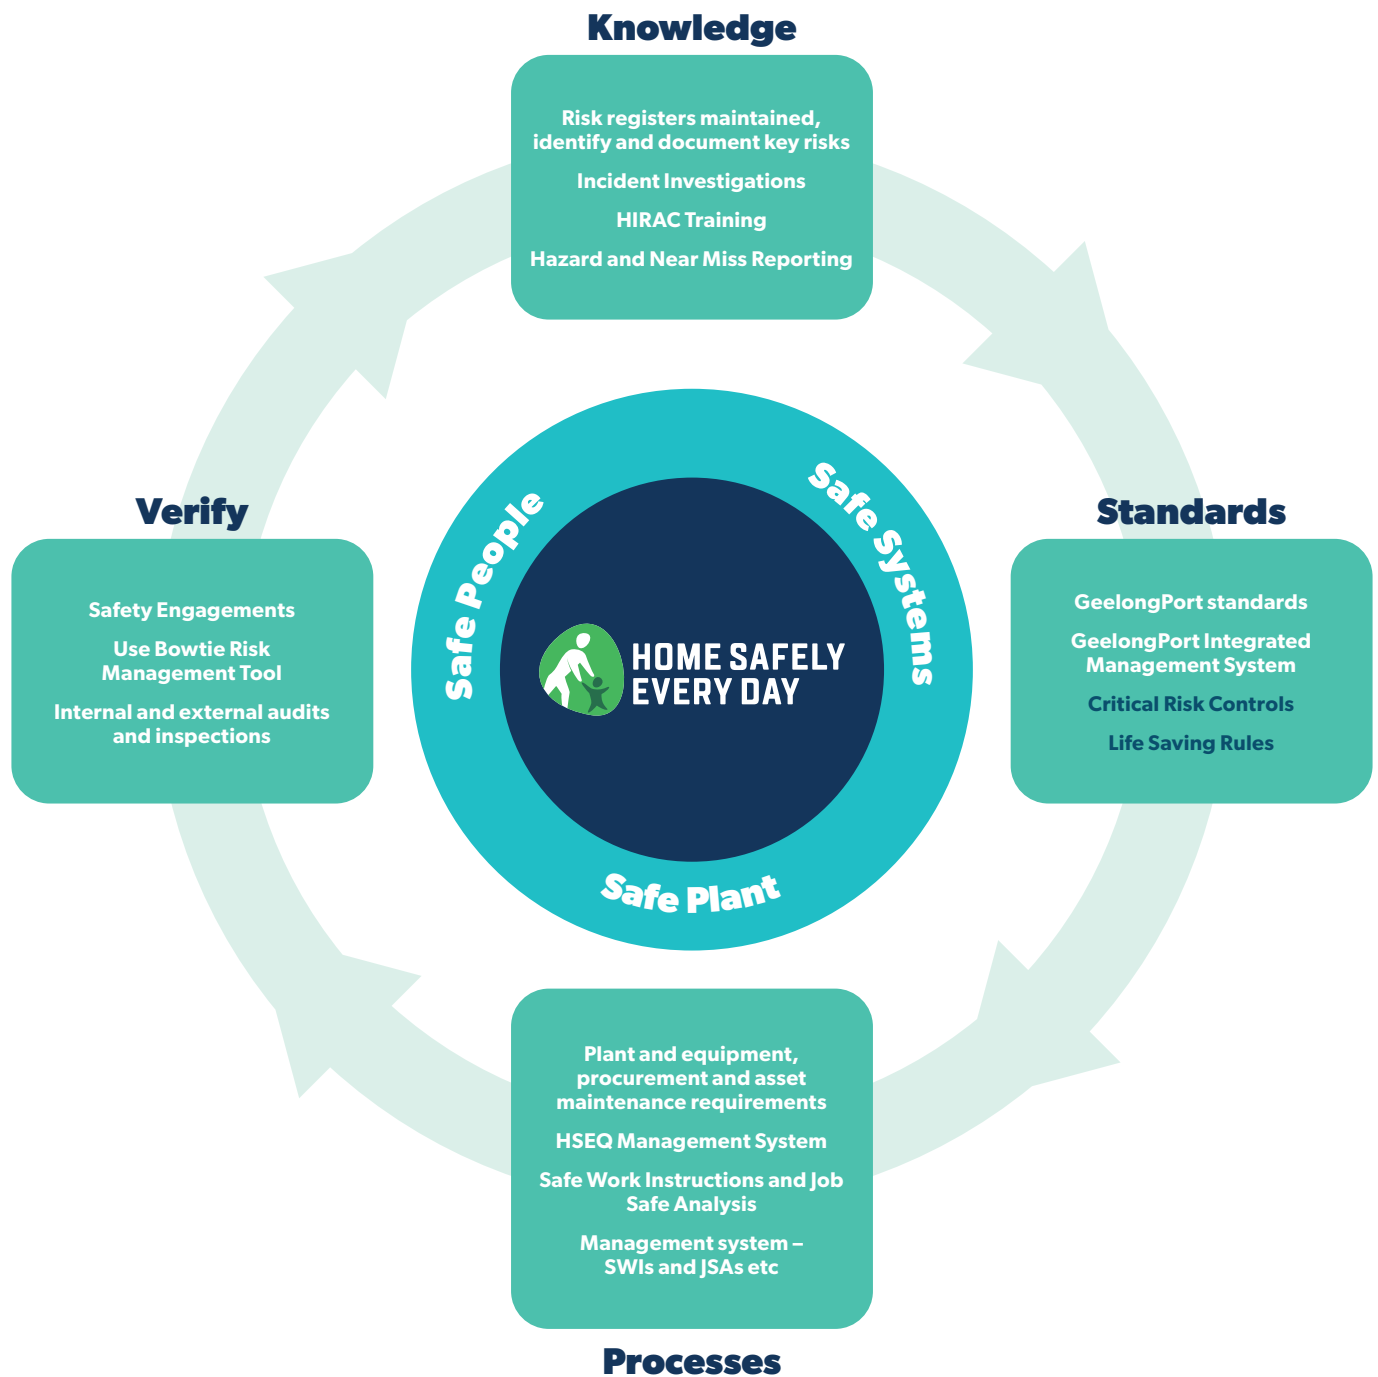 Knowledge
Risk registers maintained,
identify and document key risks
Incident Investigations
HIRAC Training
Hazard and Near Miss Reporting
Verify
Safety Engagements
Use Bowtie Risk
Management Tool
Internal and external audits
and inspections
Safe People
Safe Systems
HOME SAFELY
EVERY DAY
Safe Plant
Standards
GeelongPort standards
GeelongPort Integrated
Management System
Critical Risk Controls
Life Saving Rules
Plant and equipment,
procurement and asset
maintenance requirements
HSEQ Management System
Safe Work Instructions and Job
Safe Analysis
Management system –
SWIs and JSAs etc
Processes